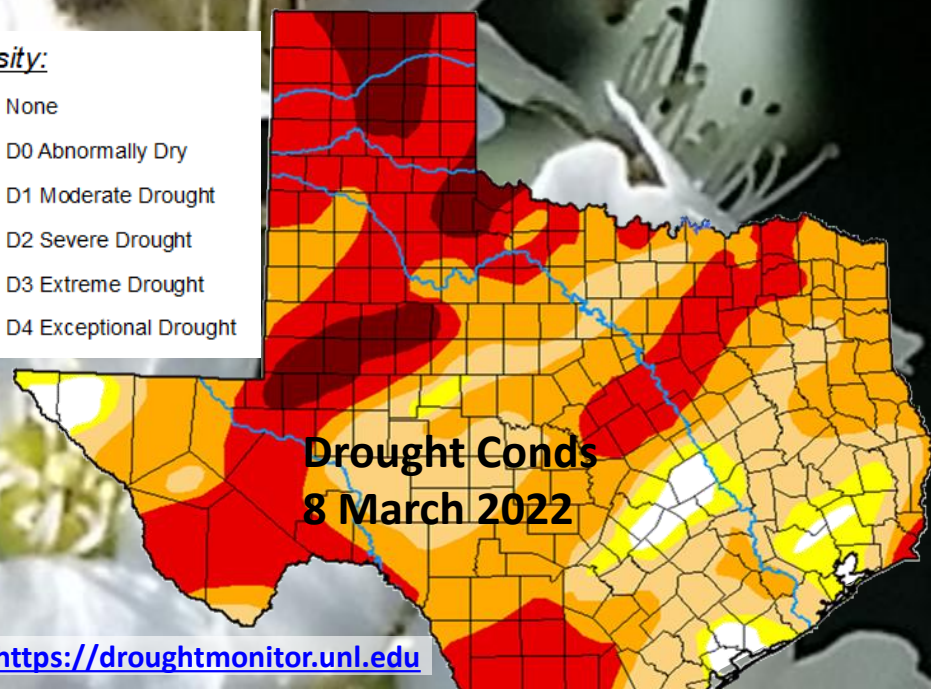 sity:
None
D0 Abnormally Dry
D1 Moderate Drought
D2 Severe Drought
D3 Extreme Drought
D4 Exceptional Drought
Drought Conds
8 March 2022
https://droughtmonitor.unl.edu